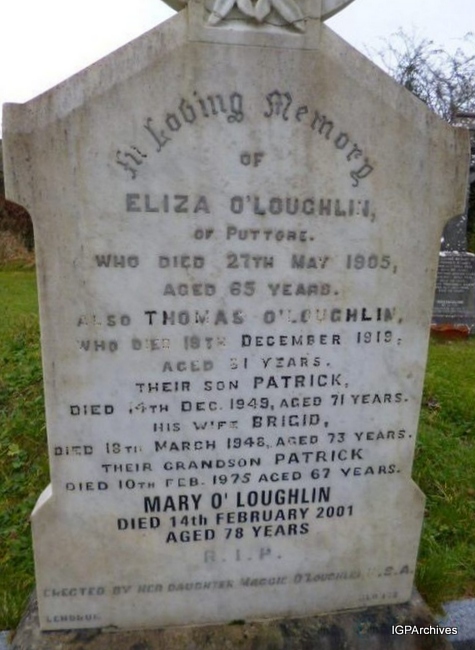 In Loving Memory
OF
ELIZA O'LOUGHLIN,
OF PUTTORE.
WHO DIED 27TH MAY 1905,
AGED 65 YEARS.
ALSO THOMAS O'LOUGHLIN,
WHO DIED 18TH DECEMBER 1919,
AGED 81 YEARS.
THEIR SON PATRICK,
DIED 14TH DEC. 1949, AGED 71 YEARS.
HIS WIFE BRIGID,
DIED 18TH MARCH 1948, AGED 73 YEARS.
THEIR GRANDSON PATRICK
DIED 10TH FEB. 1975 AGED 67 YEARS.
MARY O' LOUGHLIN
DIED 14th FEBRUARY 2001
AGED 78 YEARS
R.I.P.
ERECTED BY HER DAUGHTER MAGGIE O'LOUGHLIN U.S.A.
IGPArchives